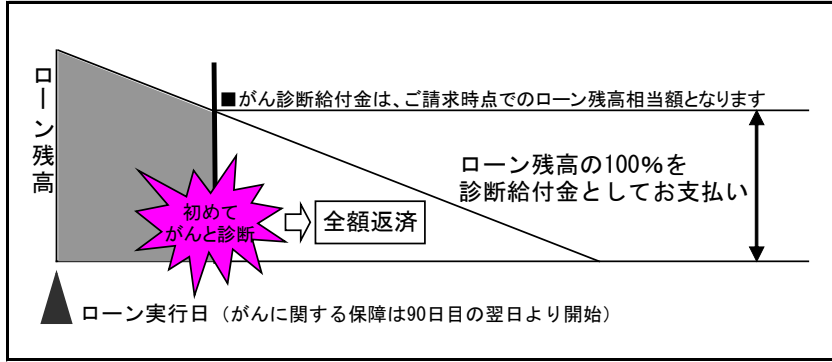 ローン残高
■がん診断給付金は、ご請求時点でのローン残高相当額となります
ローン残高の100％を
診断給付金としてお支払い
初めて
がんと診断
全額返済
ローン実行日（がんに関する保障は90日目の翌日より開始）